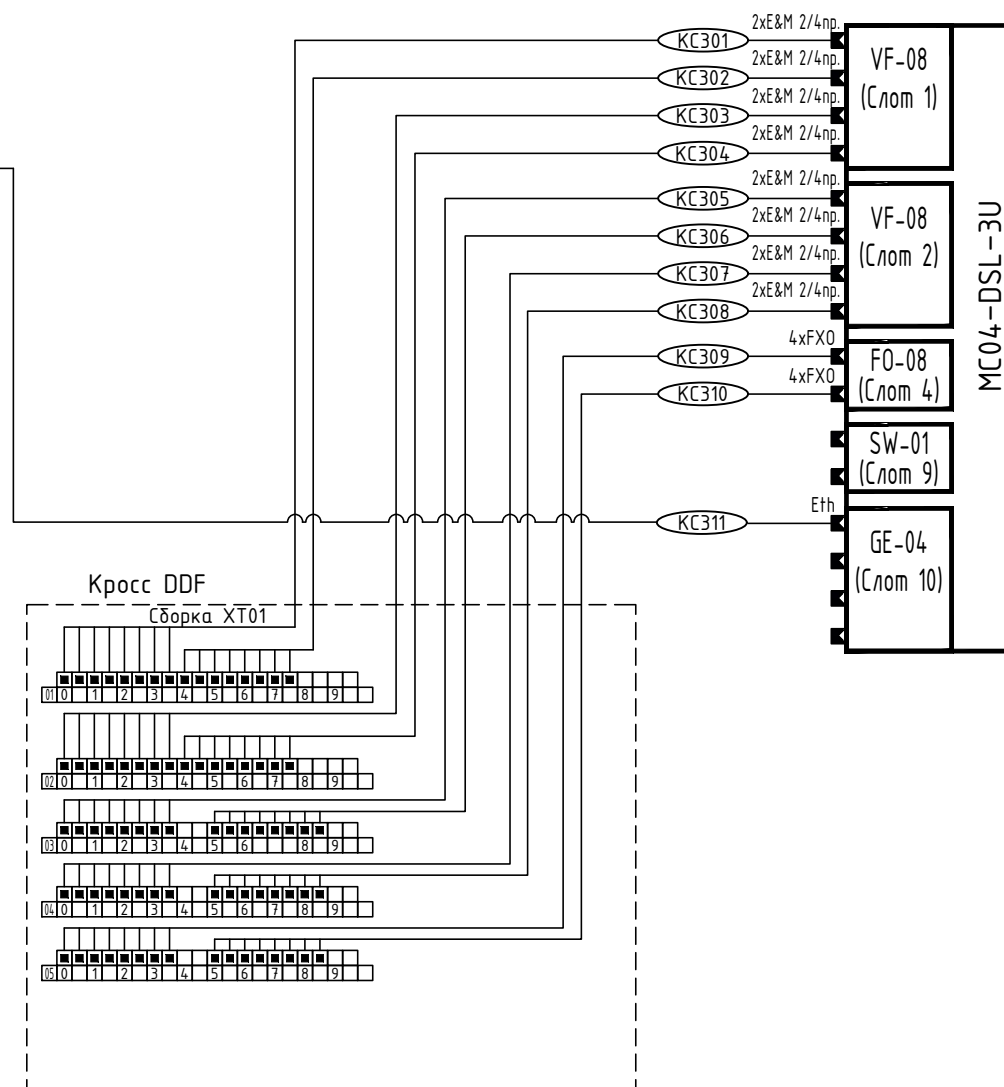 2хE&M 2/4пр.
КС301
2хE&M 2/4пр.
КС302
2хE&M 2/4пр.
КС303
2хE&M 2/4пр.
КС304
VF-08
(Слот 1)
2хE&M 2/4пр.
КС305
2хE&M 2/4пр.
КС306
2хE&M 2/4пр.
КС307
2хE&M 2/4пр.
КС308
VF-08
(Слот 2)
MC04-DSL-3U
4хFXO
КС309
4хFXO
КС310
FO-08
(Слот 4)
SW-01
(Слот 9)
Eth
КС311
GE-04
(Слот 10)
Кросс DDF
Сборка XT01
01 0 1 2 3 4 5 6 7 8 9
02 0 1 2 3 4 5 6 7 8 9
03 0 1 2 3 4 5 6 8 9
04 0 1 2 3 4 5 6 7 8 9
05 0 1 2 3 4 5 6 7 8 9